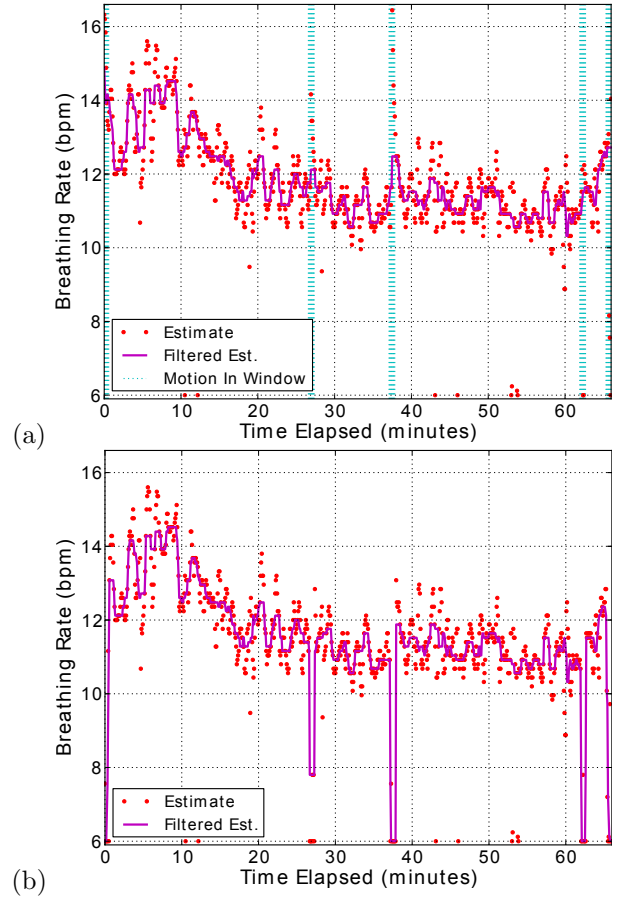 16
14
12
10
8
6
Breathing Rate (bpm)
Estimate
Filtered Est.
Motion In Window
0 10 20 30 40 50 60
Time Elapsed (minutes)
(a)
16
14
12
10
8
6
Breathing Rate (bpm)
Estimate
Filtered Est.
0 10 20 30 40 50 60
Time Elapsed (minutes)
(b)